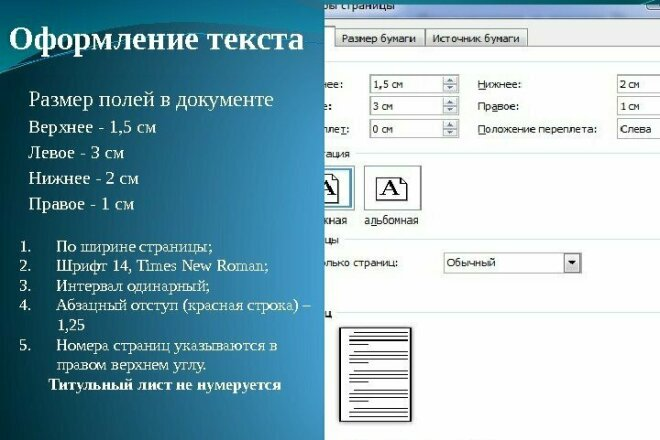 Оформление текста
Размер полей в документе
Верхнее - 1,5 см
Левое - 3 см
Нижнее - 2 см
Правое - 1 см
1. По ширине страницы;
2. Шрифт 14, Times New Roman;
3. Интервал одинарный;
4. Абзацный отступ (красная строка) –
1,25
5. Номера страниц указываются в
правом верхнем углу.
Титульный лист не нумеруется
ры страницы
Размер бумаги Источник бумаги
нее: 1,5 см Нижнее: 2 см
е: 3 см Правое: 1 см
плет: 0 см Положение переплета: Слева
тация
А А
жная альбомная
цы
лько страниц: Обычный
ц